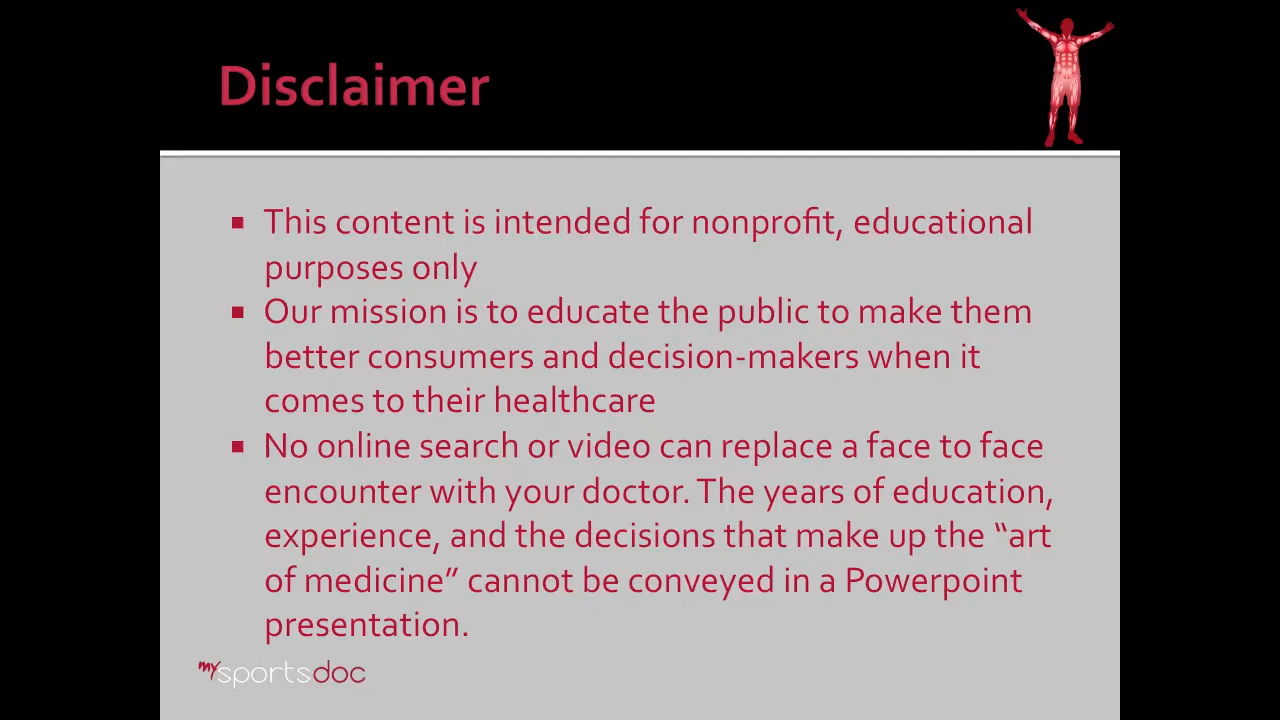 Disclaimer
This content is intended for nonprofit, educational
purposes only
Our mission is to educate the public to make them
better consumers and decision-makers when it
comes to their healthcare
No online search or video can replace a face to face
encounter with your doctor. The years of education,
experience, and the decisions that make up the “art
of medicine” cannot be conveyed in a Powerpoint
presentation.
mysportsdoc